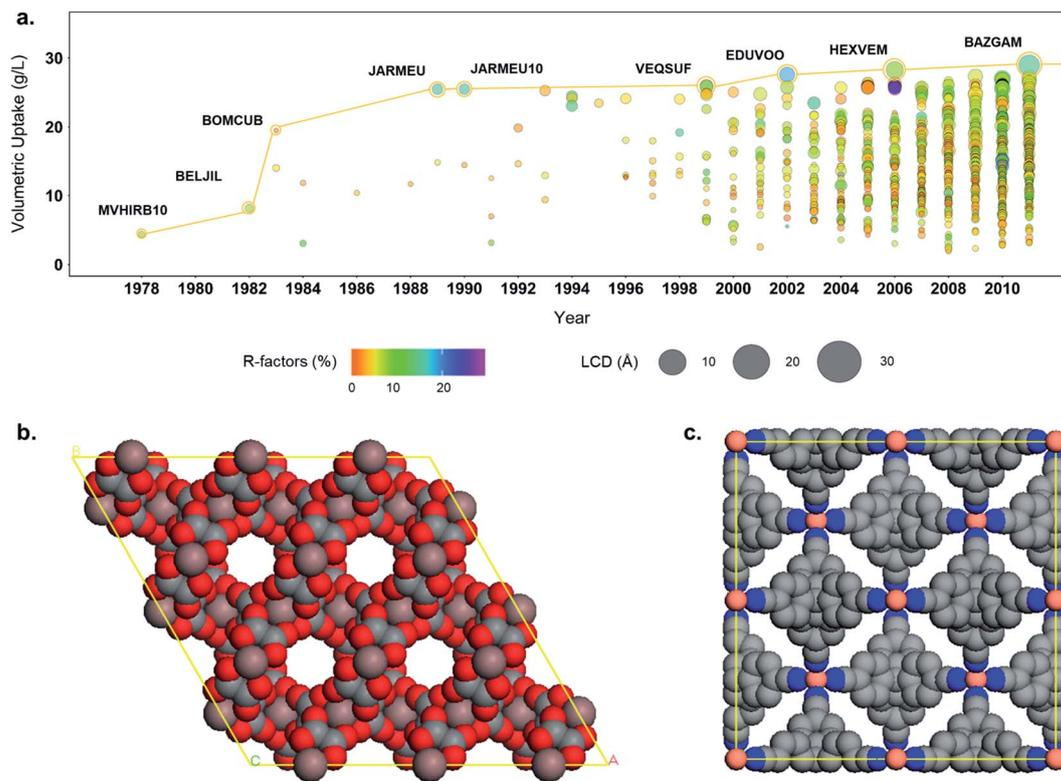 a.
Volumetric Uptake (g/L)
30
20
10
0
MVHIRB10
BELJIL
BOMCUB
JARMEU
JARMEU10
VEQSUF
EDUVOO
HEXVEM
BAZGAM
1978 1980 1982 1984 1986 1988 1990 1992 1994 1996 1998 2000 2002 2004 2006 2008 2010
Year
R-factors (%)
0 10 20
LCD (Å) 10 20 30
b.
B
C
A
c.